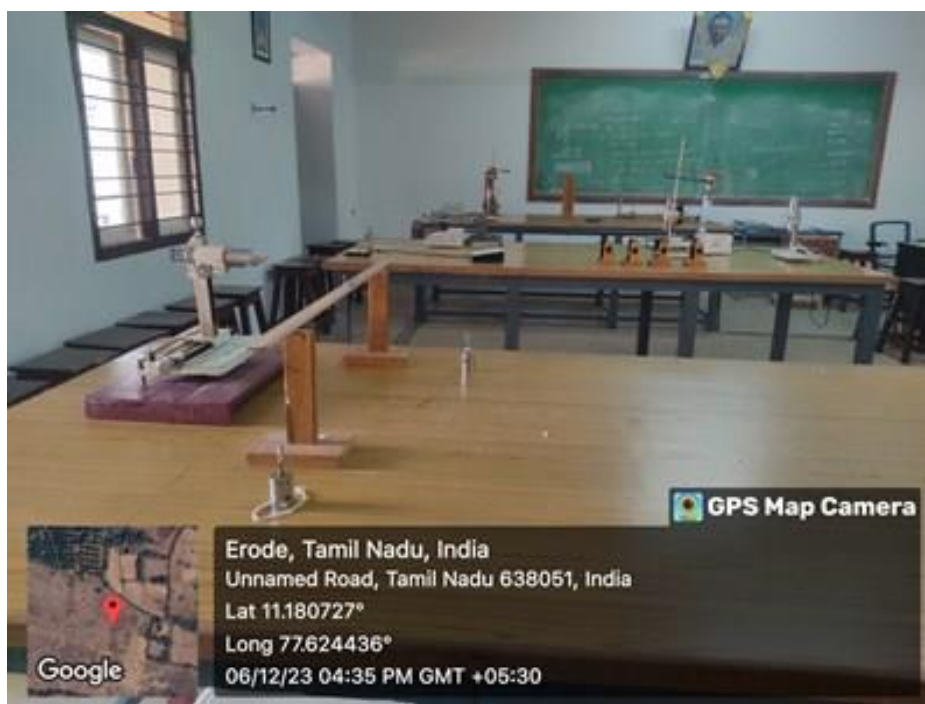 GPS Map Camera
Erode, Tamil Nadu, India
Unnamed Road, Tamil Nadu 638051, India
Lat 11.180727°
Long 77.624436°
06/12/23 04:35 PM GMT +05:30
Google